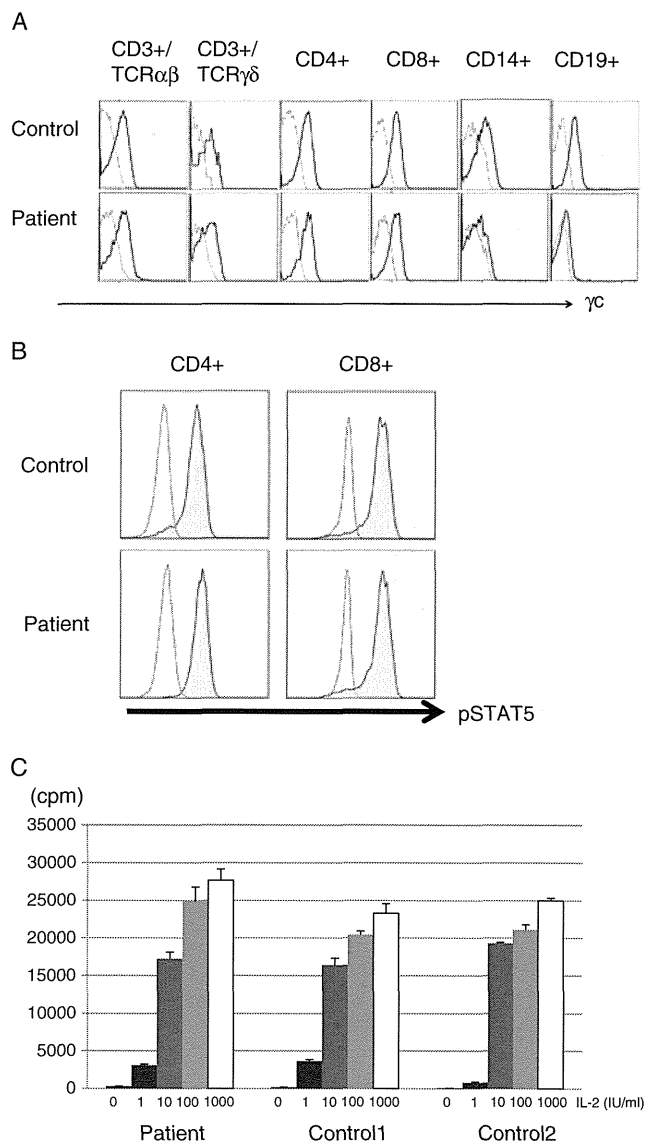 A
CD3+/ TCRαβ
CD3+/ TCRγδ
CD4+
CD8+
CD14+
CD19+
Control
Patient
γc
B
CD4+
CD8+
Control
Patient
pSTAT5
C
(cpm)
35000
30000
25000
20000
15000
10000
5000
0
0 1 10 100 1000 0 1 10 100 1000 0 1 10 100 1000 IL-2 (IU/ml)
Patient Control1 Control2